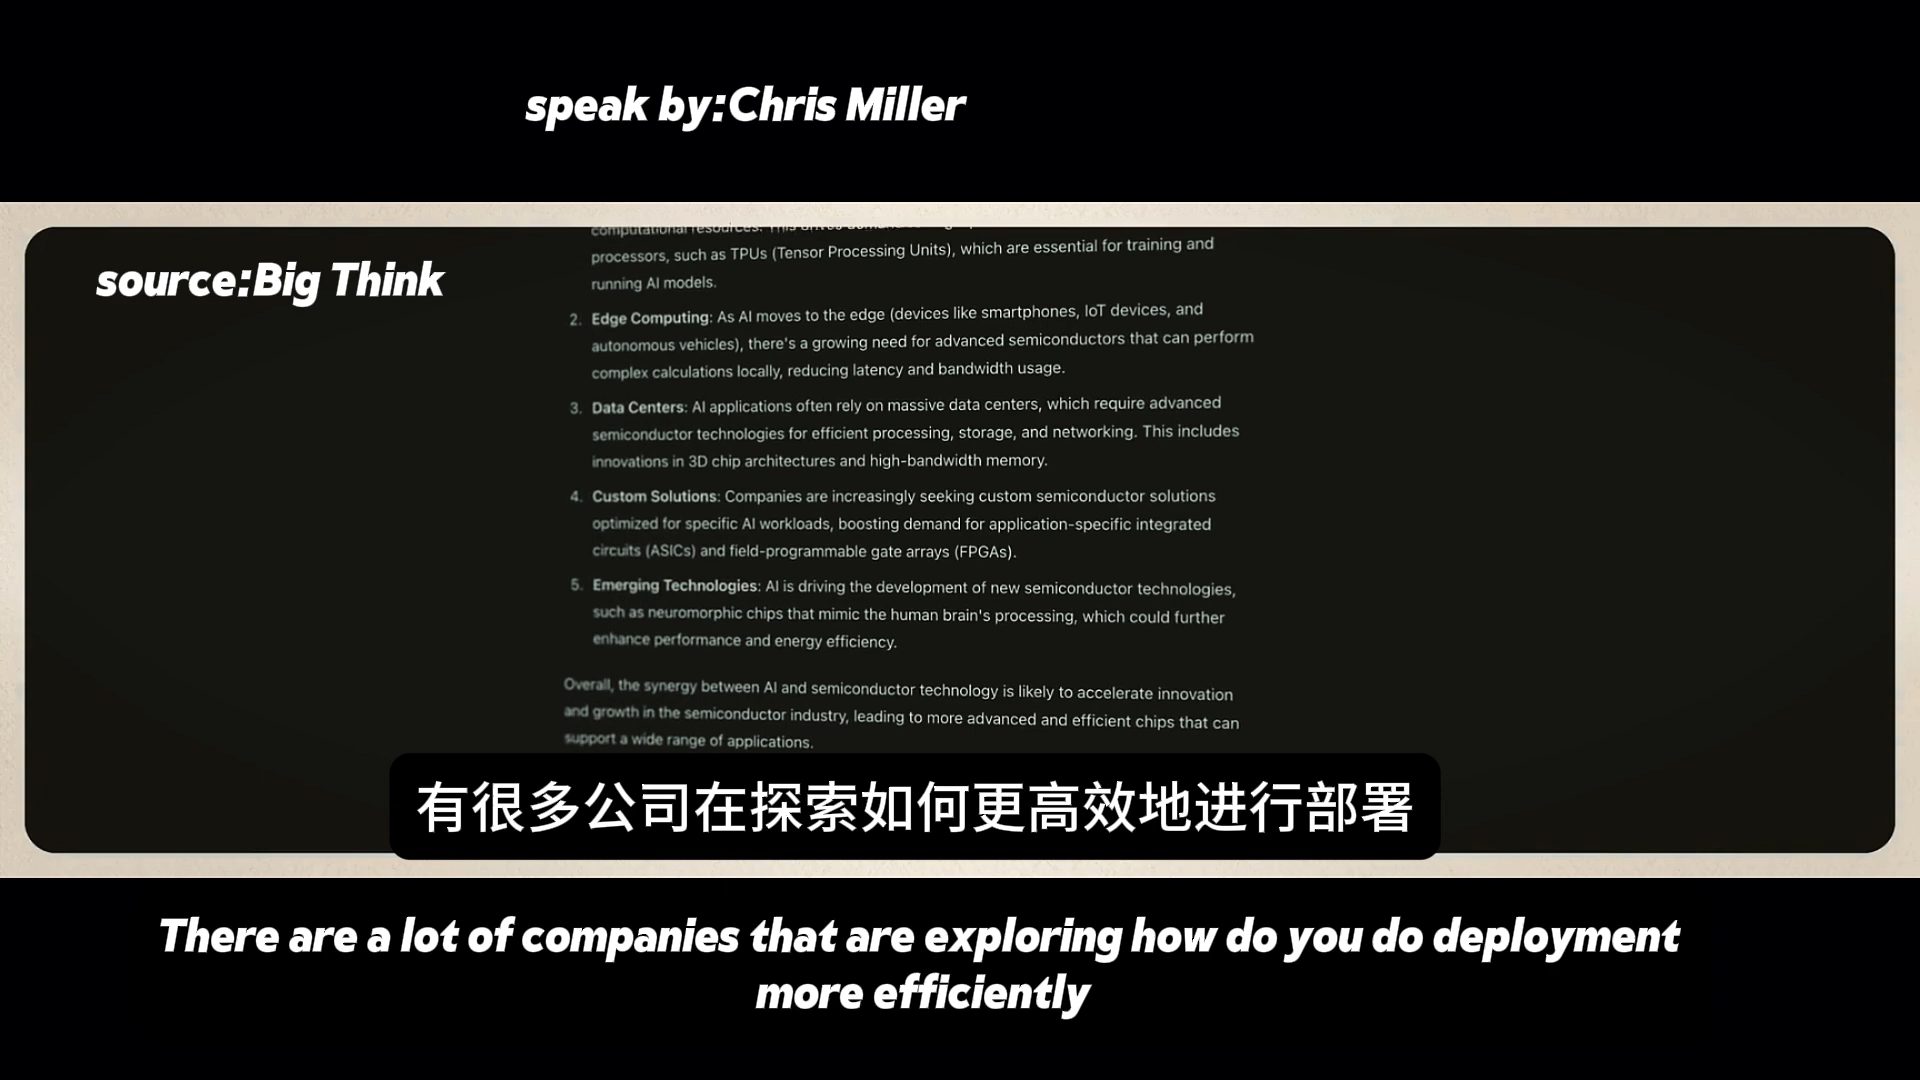 speak by:Chris Miller
source:Big Think
computational resources. This drives demand
processors, such as TPUs (Tensor Processing Units), which are essential for training and
running AI models.
2. Edge Computing: As AI moves to the edge (devices like smartphones, IoT devices, and
autonomous vehicles), there's a growing need for advanced semiconductors that can perform
complex calculations locally, reducing latency and bandwidth usage.
3. Data Centers: AI applications often rely on massive data centers, which require advanced
semiconductor technologies for efficient processing, storage, and networking. This includes
innovations in 3D chip architectures and high-bandwidth memory.
4. Custom Solutions: Companies are increasingly seeking custom semiconductor solutions
optimized for specific AI workloads, boosting demand for application-specific integrated
circuits (ASICs) and field-programmable gate arrays (FPGAs).
5. Emerging Technologies: AI is driving the development of new semiconductor technologies,
such as neuromorphic chips that mimic the human brain's processing, which could further
enhance performance and energy efficiency.
Overall, the synergy between AI and semiconductor technology is likely to accelerate innovation
and growth in the semiconductor industry, leading to more advanced and efficient chips that can
support a wide range of applications.
有很多公司在探索如何更高效地进行部署
There are a lot of companies that are exploring how do you do deployment
more efficiently